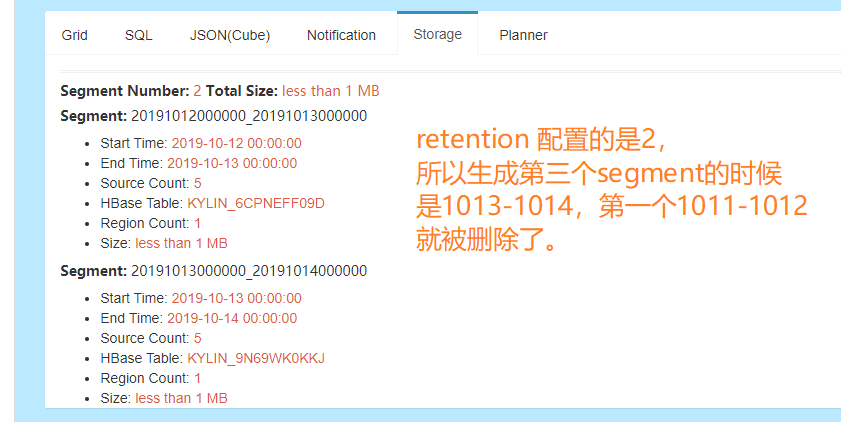 Grid SQL JSON(Cube) Notification Storage Planner
Segment Number: 2 Total Size: less than 1 MB
Segment: 20191012000000_20191013000000
Start Time: 2019-10-12 00:00:00
End Time: 2019-10-13 00:00:00
Source Count: 5
HBase Table: KYLIN_6CPNEFF09D
Region Count: 1
Size: less than 1 MB
Segment: 20191013000000_20191014000000
Start Time: 2019-10-13 00:00:00
End Time: 2019-10-14 00:00:00
Source Count: 5
HBase Table: KYLIN_9N69WK0KKJ
Region Count: 1
Size: less than 1 MB
retention 配置的是2，
所以生成第三个segment的时候
是1013-1014，第一个1011-1012
就被删除了。